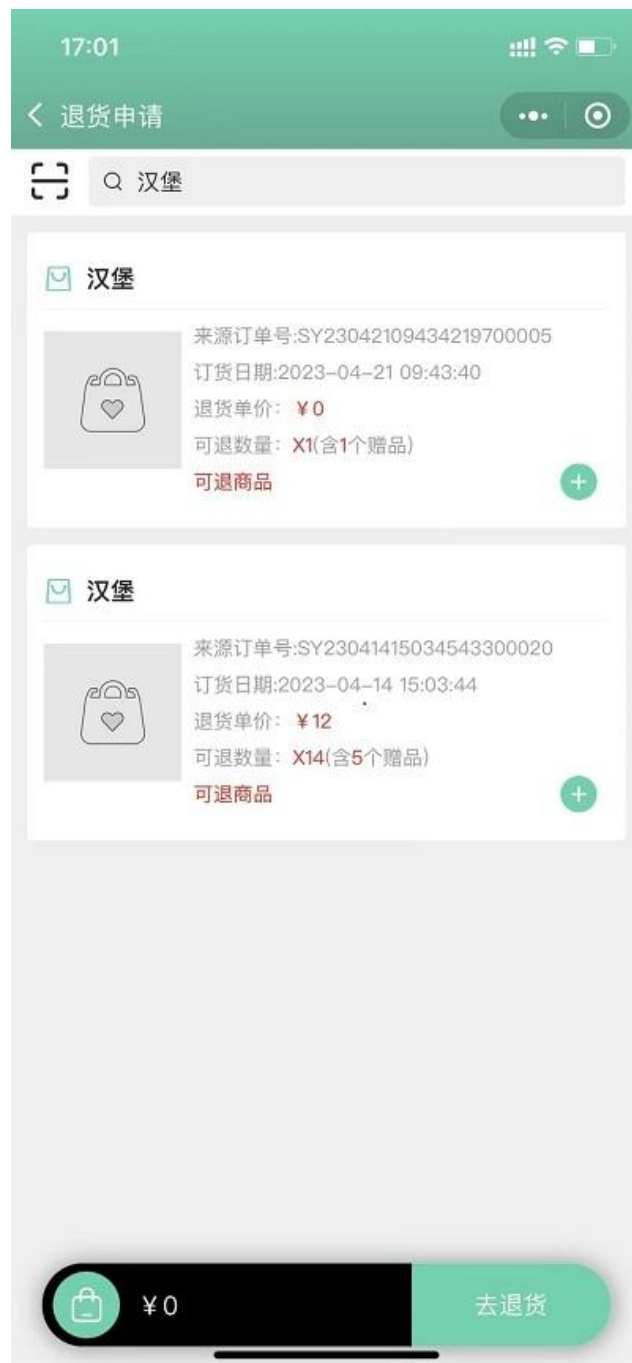 17:01
退货申请
汉堡
汉堡
来源订单号:SY23042109434219700005
订货日期:2023-04-21 09:43:40
退货单价: ¥0
可退数量: X1(含1个赠品)
可退商品
汉堡
来源订单号:SY23041415034543300020
订货日期:2023-04-14 15:03:44
退货单价: ¥12
可退数量: X14(含5个赠品)
可退商品
¥0 去退货